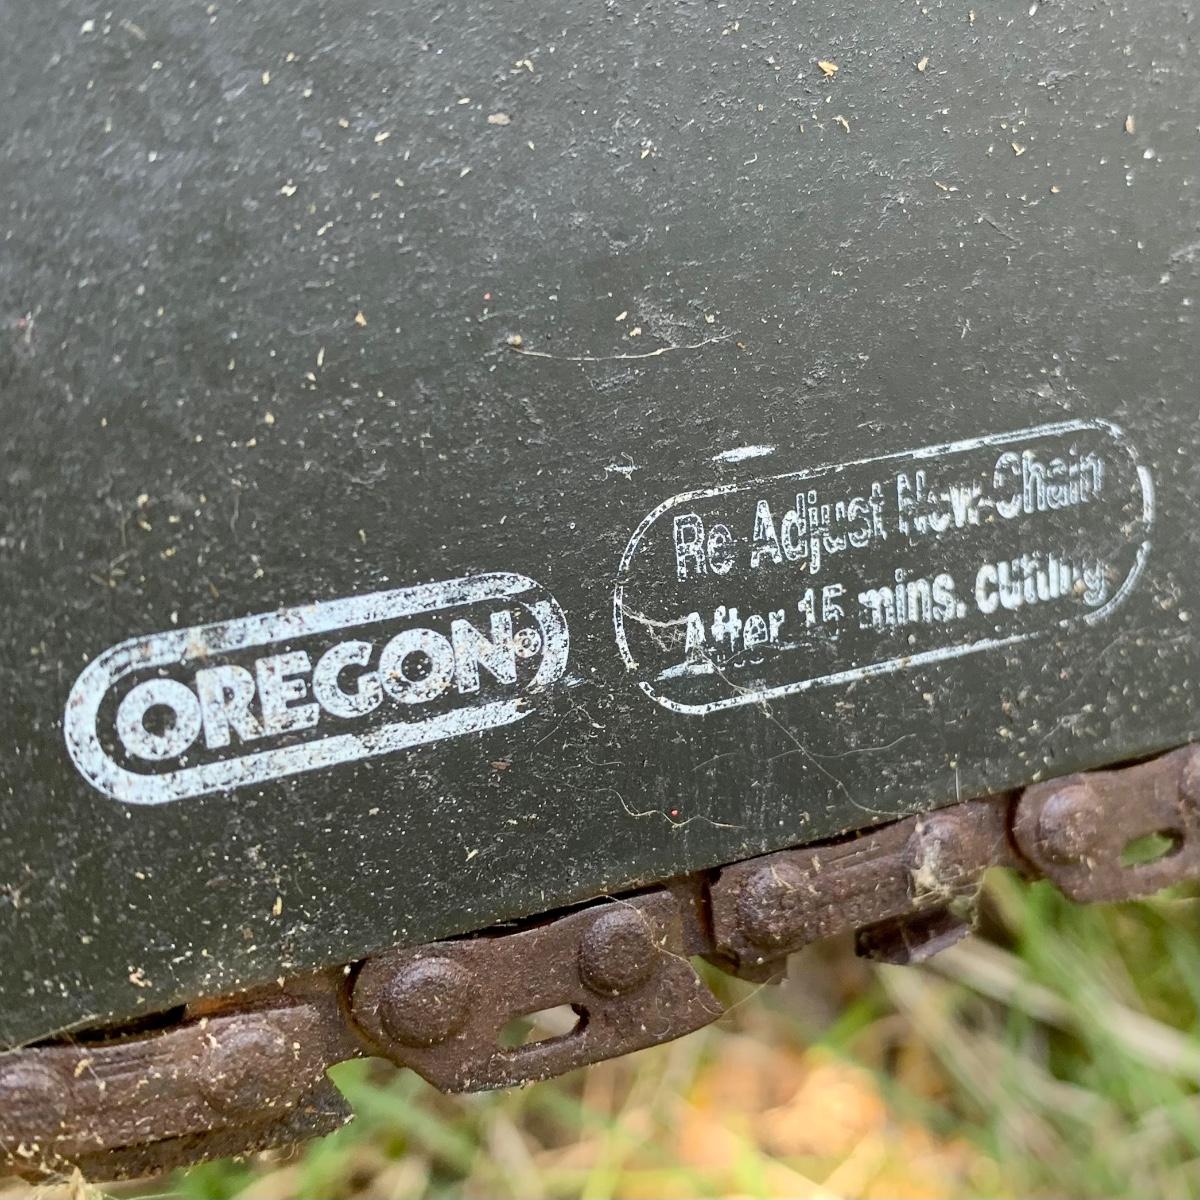 OREGON®
Re Adjust New Chain
After 15 mins. cutting